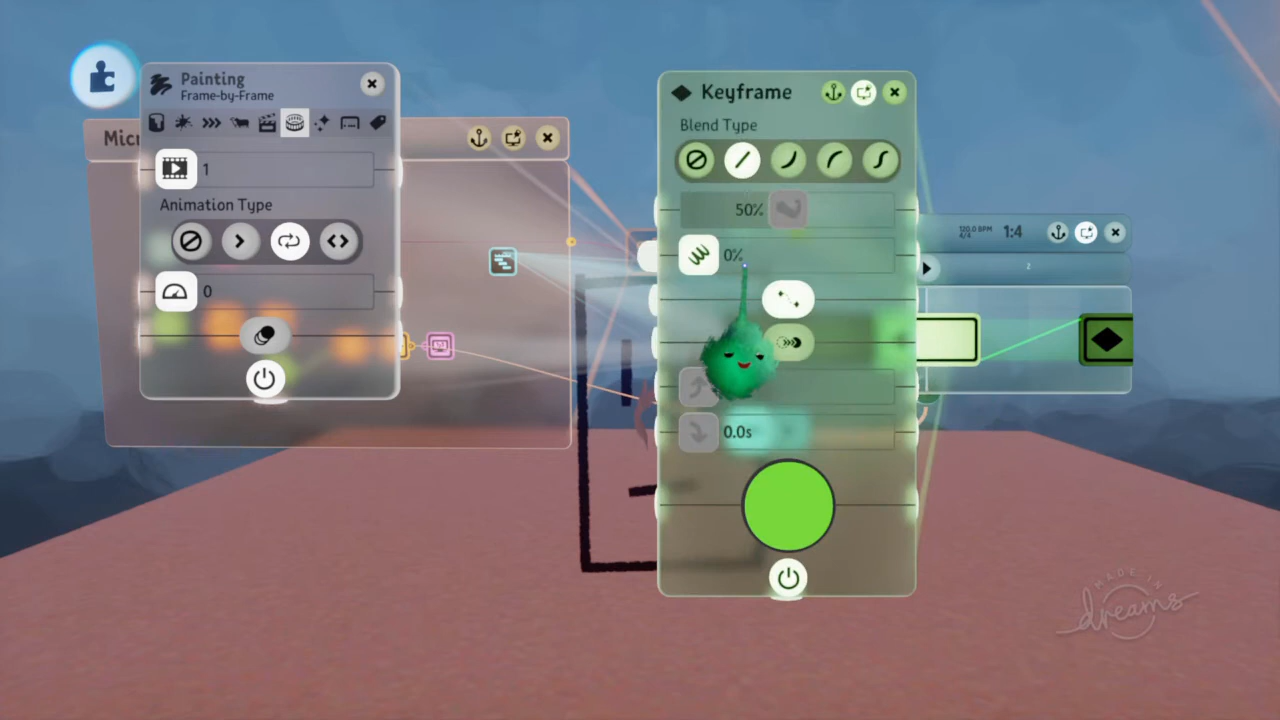 Painting
Frame-by-Frame
1
Animation Type
0
Keyframe
Blend Type
50%
0%
0.0s
120.0 BPM
4/4
1:4
2
MADE IN
dreams